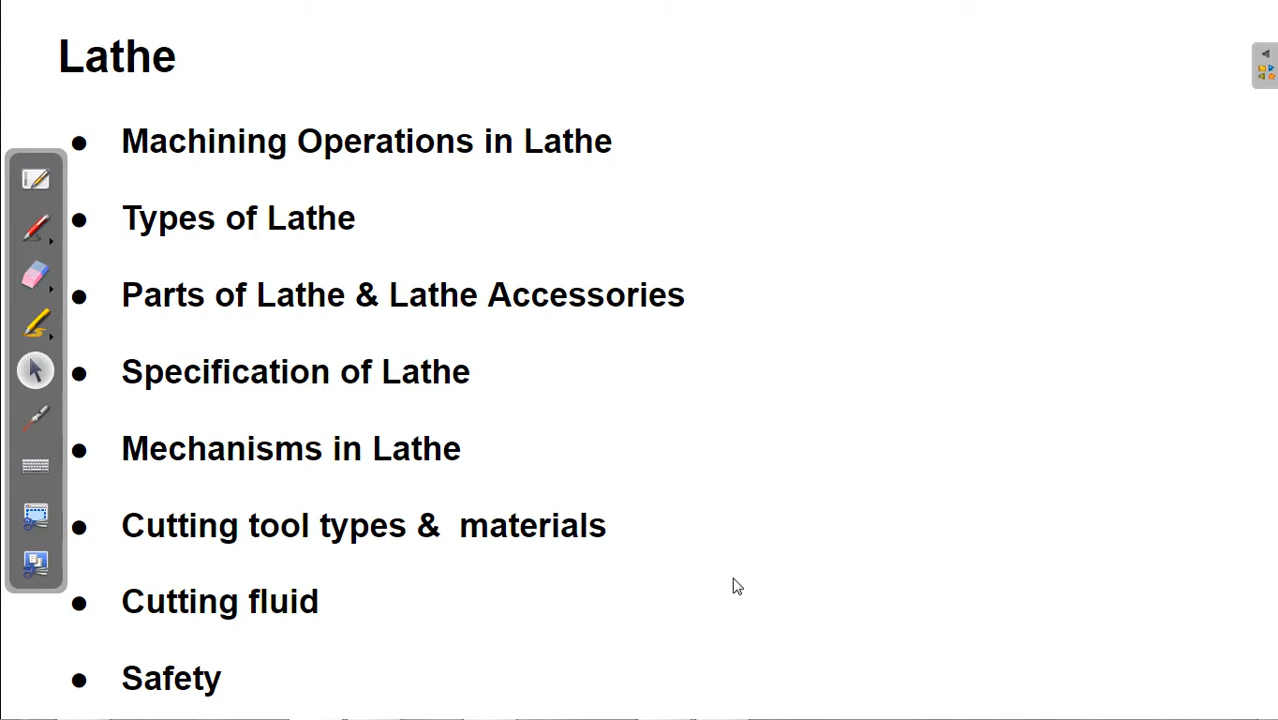 Lathe
● Machining Operations in Lathe
● Types of Lathe
● Parts of Lathe & Lathe Accessories
● Specification of Lathe
● Mechanisms in Lathe
● Cutting tool types &  materials
● Cutting fluid
● Safety